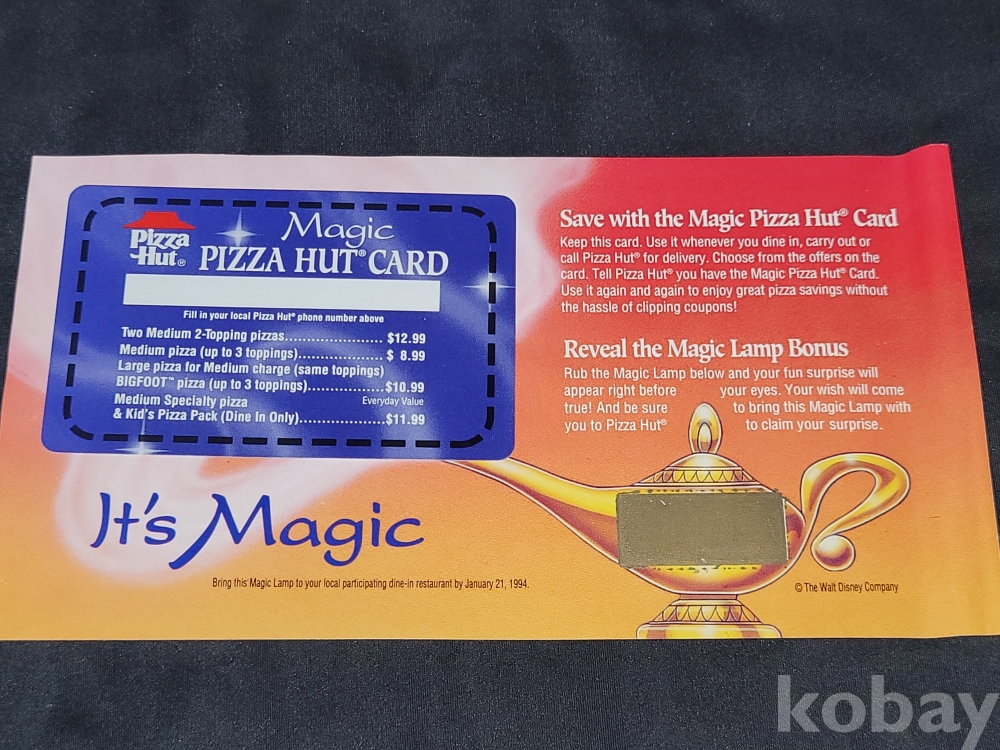 Pizza
Hut®
Magic
PIZZA HUT® CARD
Fill in your local Pizza Hut® phone number above
Two Medium 2-Topping pizzas..................... $12.99
Medium pizza (up to 3 toppings)..................... $ 8.99
Large pizza for Medium charge (same toppings)
BIGFOOT™ pizza (up to 3 toppings)..................$10.99
Medium Specialty pizza Everyday Value
& Kid's Pizza Pack (Dine In Only)....................$11.99
Save with the Magic Pizza Hut® Card
Keep this card. Use it whenever you dine in, carry out or
call Pizza Hut® for delivery. Choose from the offers on the
card. Tell Pizza Hut® you have the Magic Pizza Hut® Card.
Use it again and again to enjoy great pizza savings without
the hassle of clipping coupons!
Reveal the Magic Lamp Bonus
Rub the Magic Lamp below and your fun surprise will
appear right before your eyes. Your wish will come
true! And be sure to bring this Magic Lamp with
you to Pizza Hut® to claim your surprise.
It's Magic
Bring this Magic Lamp to your local participating dine-in restaurant by January 21, 1994.
© The Walt Disney Company
kobay